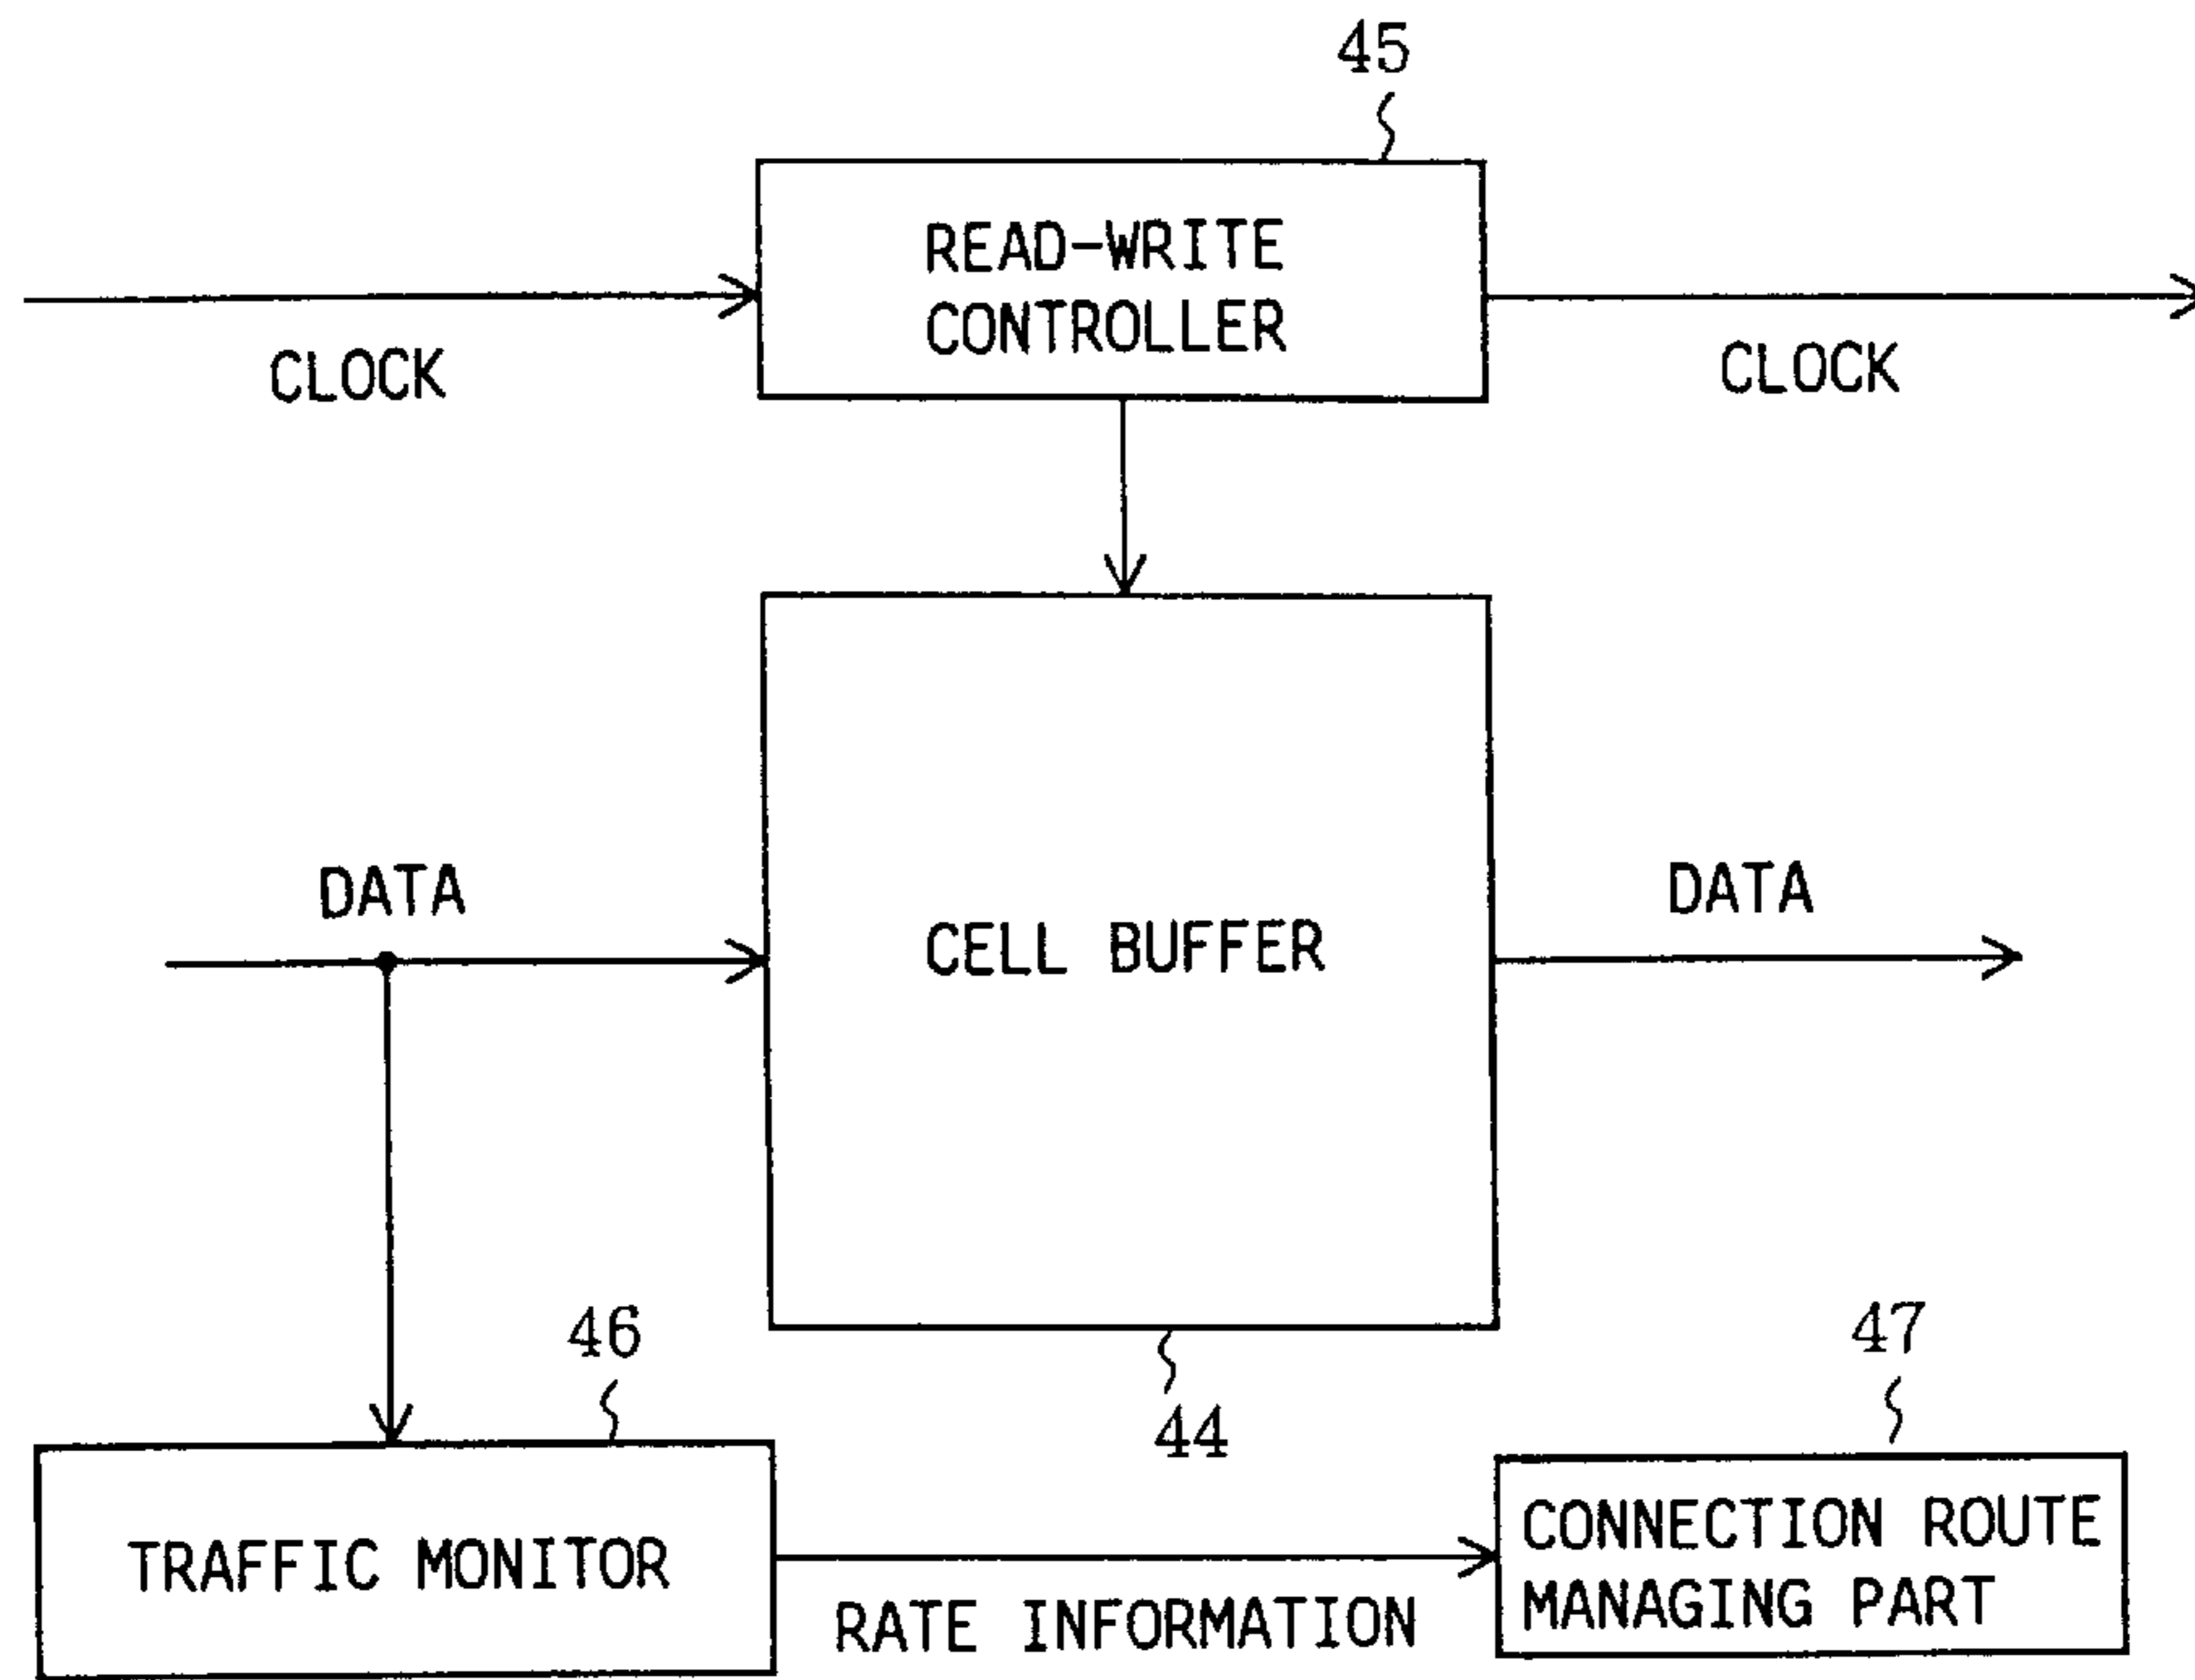 45
READ-WRITE
CONTROLLER
CLOCK
CLOCK
DATA
DATA
CELL BUFFER
46
47
44
TRAFFIC MONITOR
CONNECTION ROUTE
MANAGING PART
RATE INFORMATION